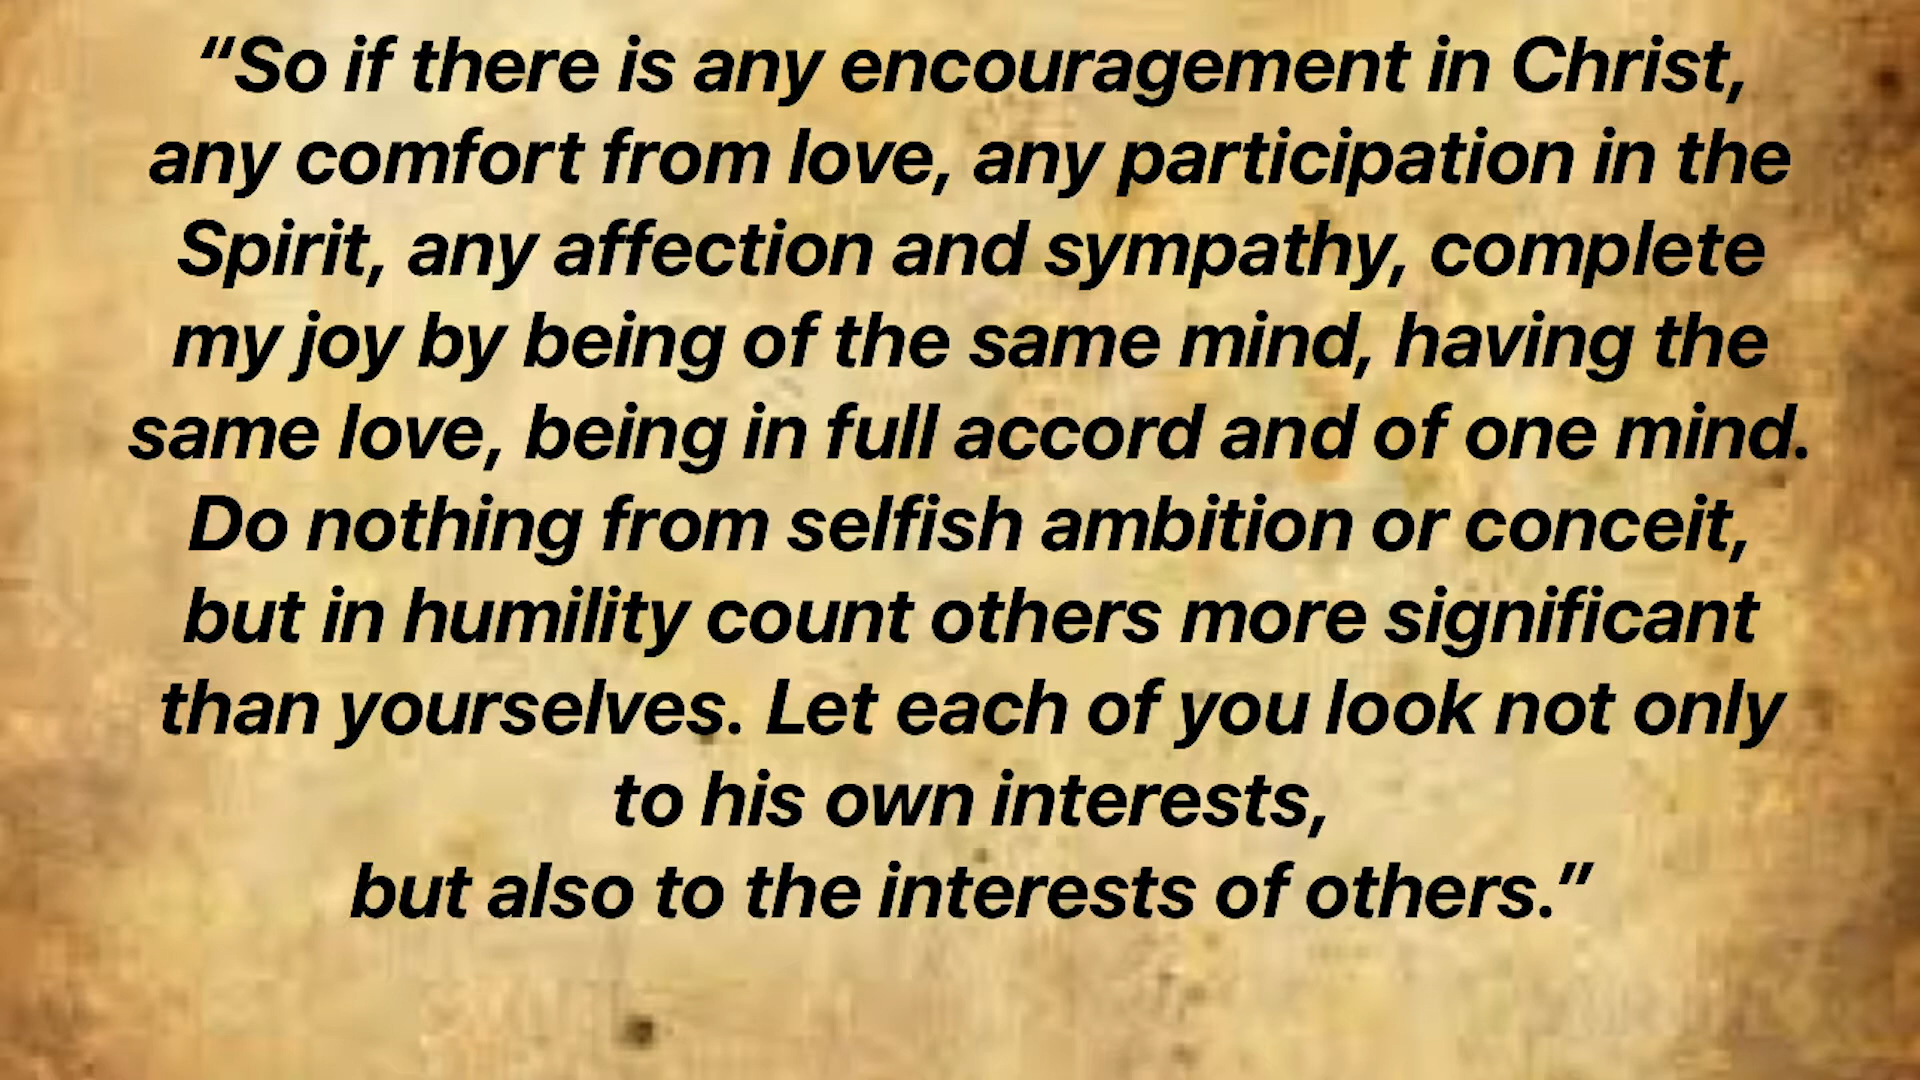 “So if there is any encouragement in Christ,
any comfort from love, any participation in the
Spirit, any affection and sympathy, complete
my joy by being of the same mind, having the
same love, being in full accord and of one mind.
Do nothing from selfish ambition or conceit,
but in humility count others more significant
than yourselves. Let each of you look not only
to his own interests,
but also to the interests of others.”